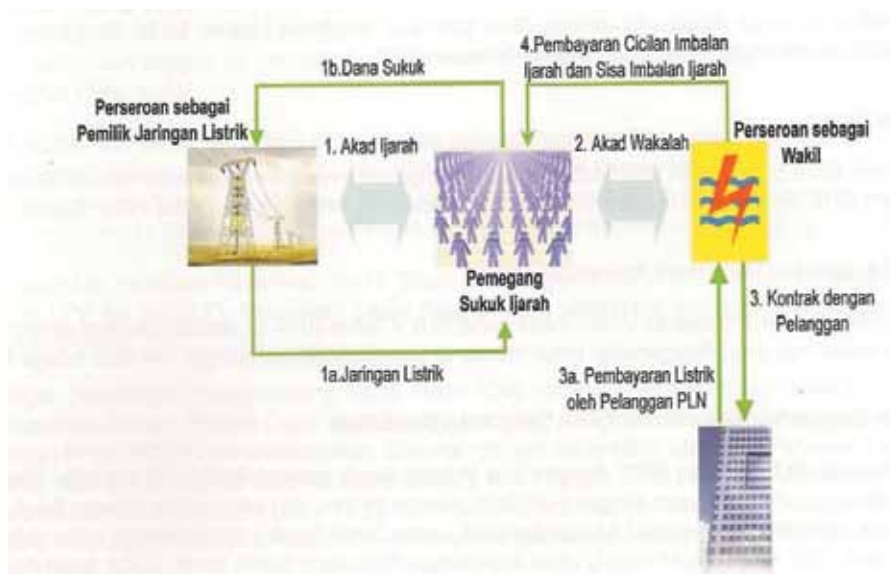 4.Pembayaran Cicilan Imbalan
Ijarah dan Sisa Imbalan Ijarah
1b.Dana Sukuk
Perseroan sebagai
Pemilik Jaringan Listrik
Perseroan sebagai
Wakil
1. Akad Ijarah
2. Akad Wakalah
Pemegang
Sukuk Ijarah
3. Kontrak dengan
Pelanggan
1a.Jaringan Listrik
3a. Pembayaran Listrik
oleh Pelanggan PLN